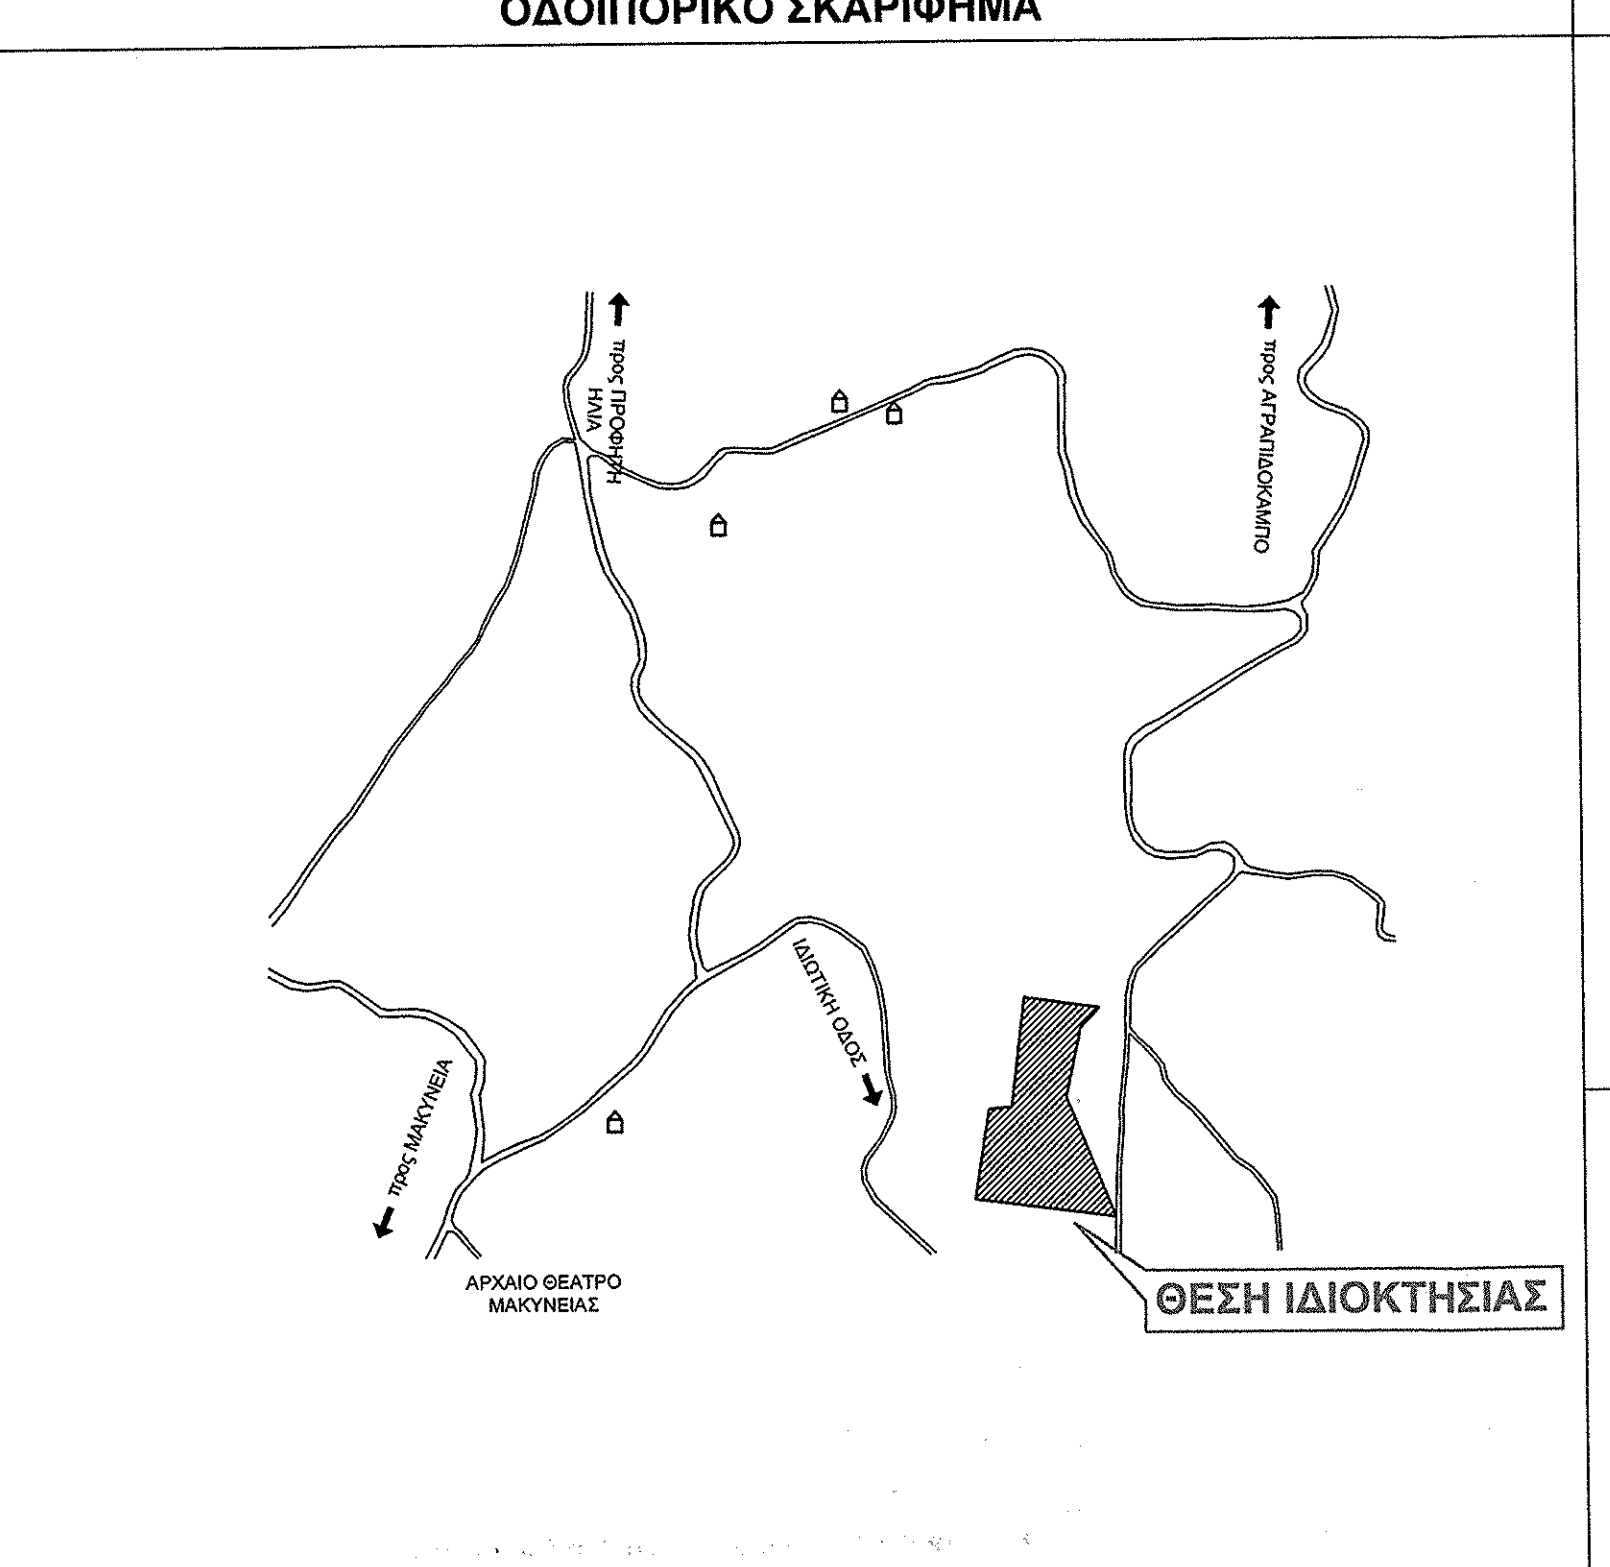 ΟΔΟΙΠΟΡΙΚΟ ΣΚΑΡΙΦΗΜΑ
προς ΠΡΟΦΗΤΗ
ΗΛΙΑ
προς ΑΓΡΑΠΙΔΟΚΑΜΠΟ
ΙΔΙΩΤΙΚΗ ΟΔΟΣ
προς ΜΑΚΥΝΕΙΑ
ΑΡΧΑΙΟ ΘΕΑΤΡΟ
ΜΑΚΥΝΕΙΑΣ
ΘΕΣΗ ΙΔΙΟΚΤΗΣΙΑΣ